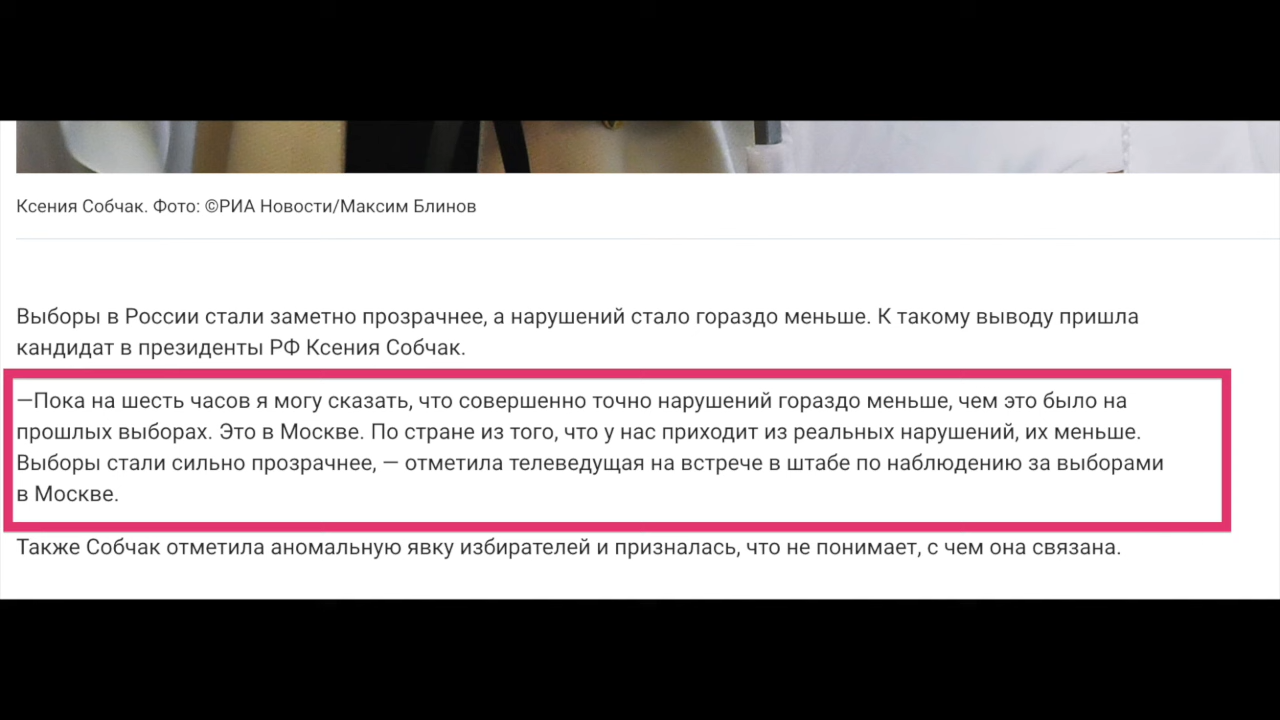 Ксения Собчак. Фото: ©РИА Новости/Максим Блинов
Выборы в России стали заметно прозрачнее, а нарушений стало гораздо меньше. К такому выводу пришла
кандидат в президенты РФ Ксения Собчак.
—Пока на шесть часов я могу сказать, что совершенно точно нарушений гораздо меньше, чем это было на
прошлых выборах. Это в Москве. По стране из того, что у нас приходит из реальных нарушений, их меньше.
Выборы стали сильно прозрачнее, — отметила телеведущая на встрече в штабе по наблюдению за выборами
в Москве.
Также Собчак отметила аномальную явку избирателей и призналась, что не понимает, с чем она связана.